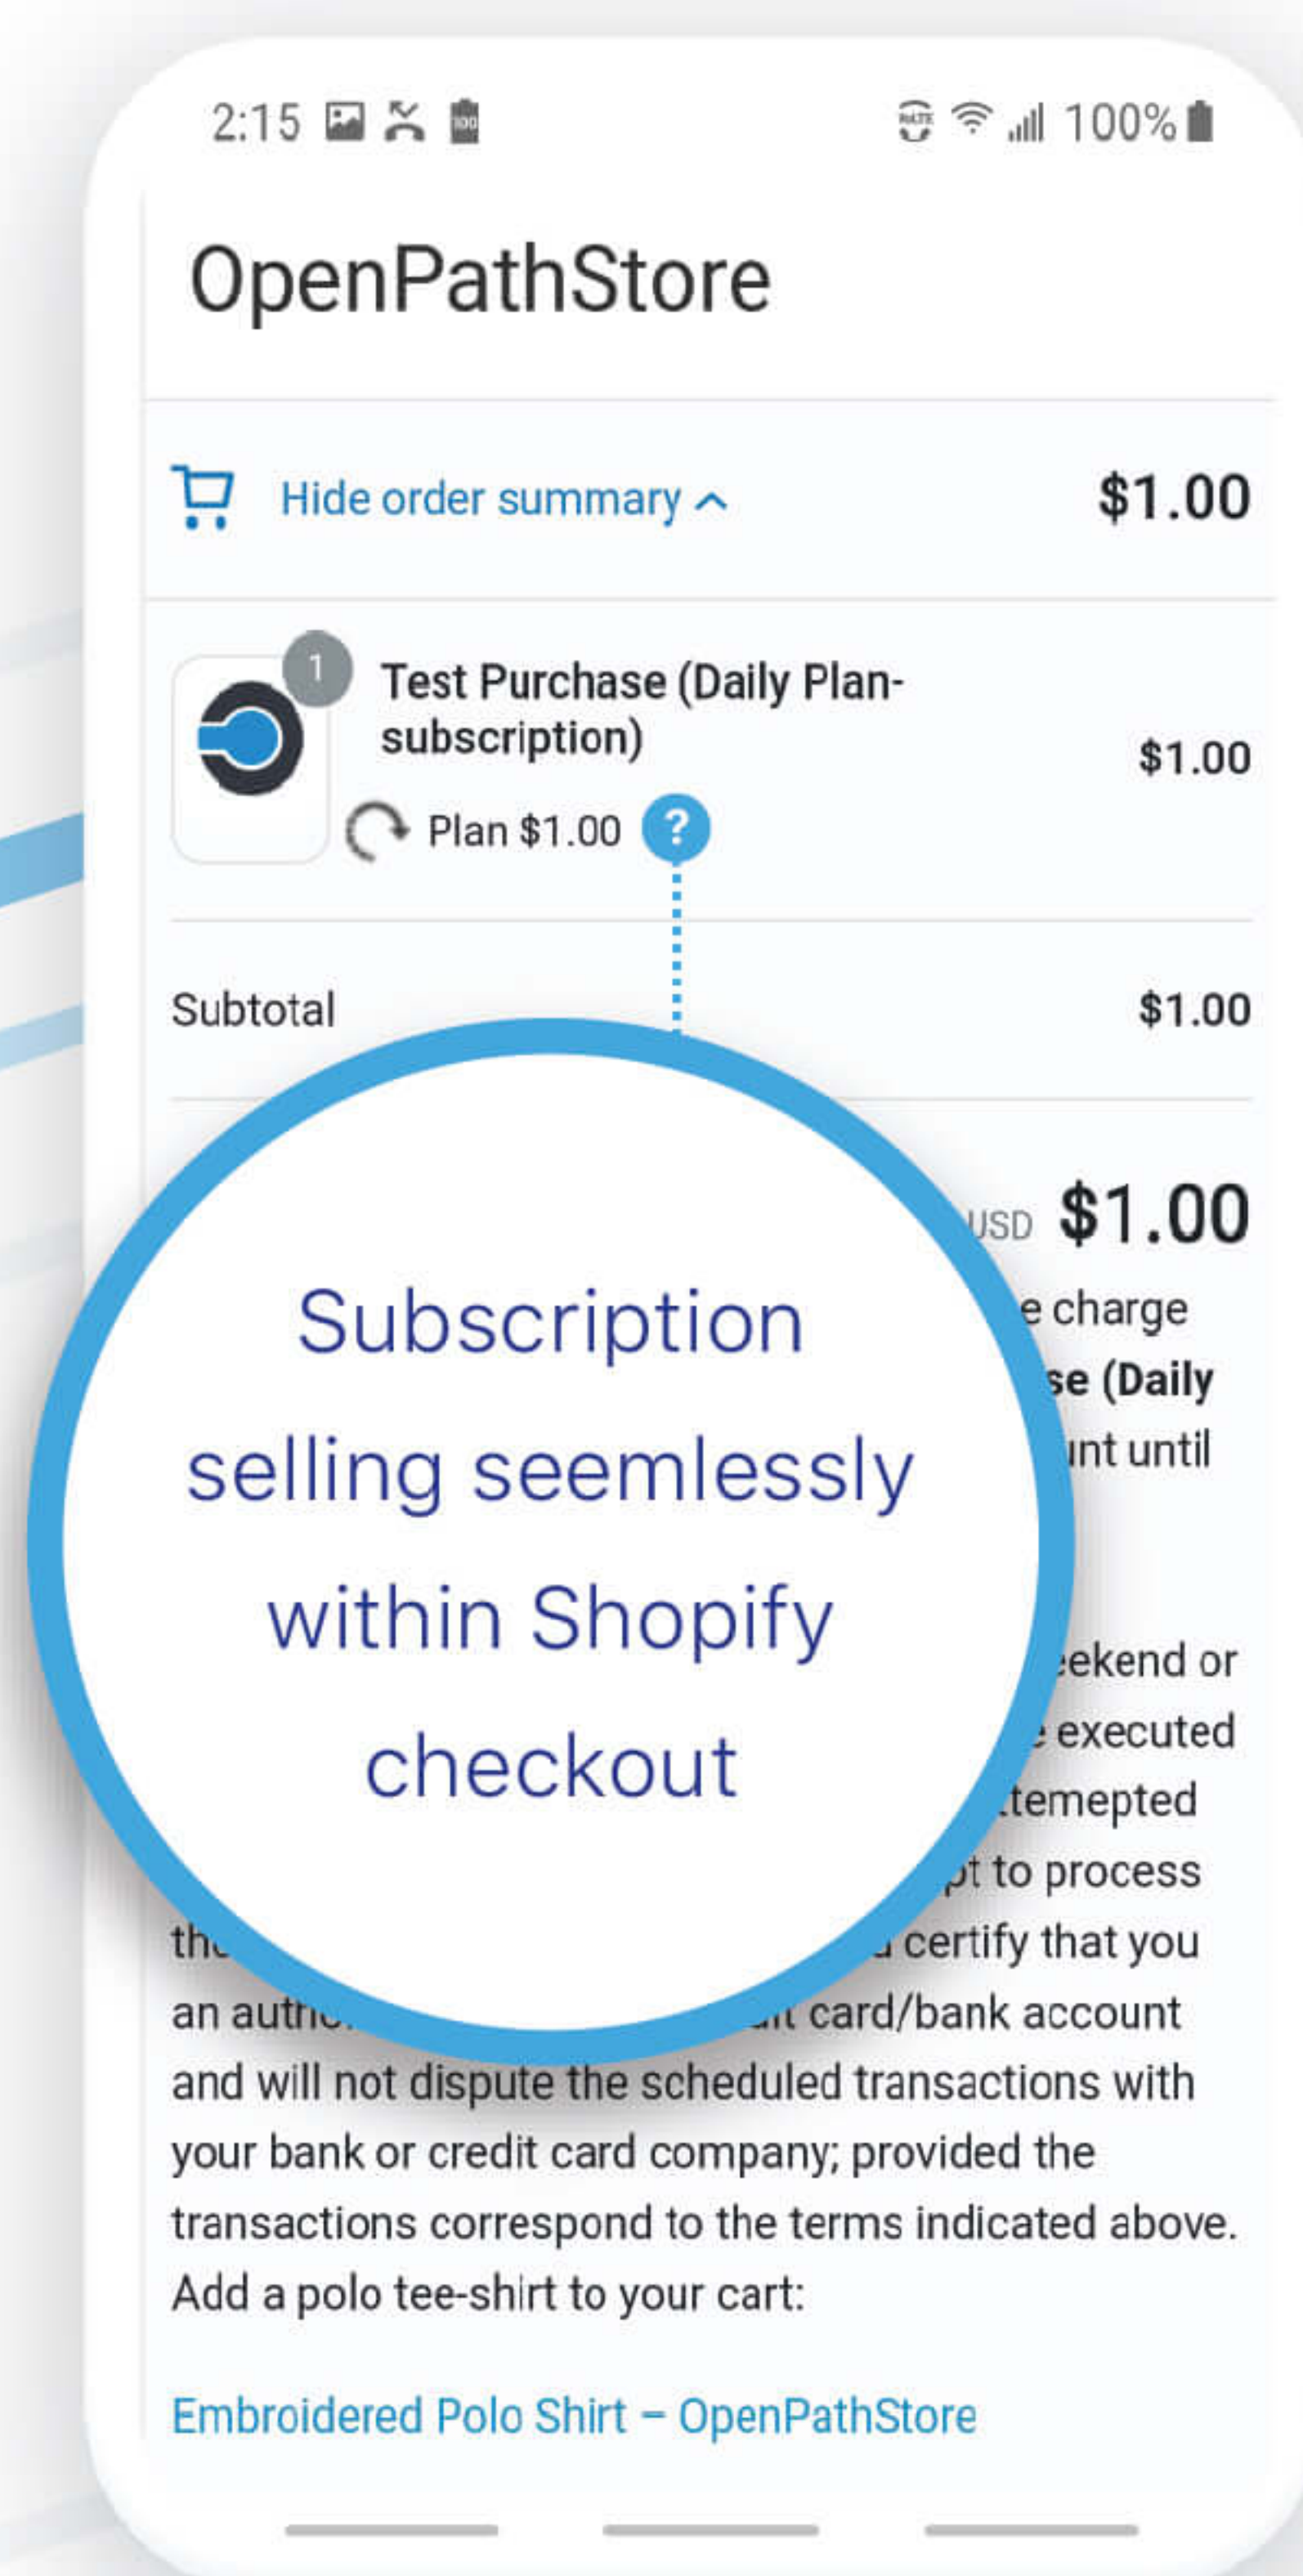 2:15 100%
OpenPathStore
Hide order summary $1.00
1
Test Purchase (Daily Plan-
subscription)
$1.00
Plan $1.00 ?
Subtotal $1.00
USD $1.00
charge
(Daily
until
Subscription
selling seemlessly
within Shopify
checkout
or
executed
to process
certify that you
an card/bank account
and will not dispute the scheduled transactions with
your bank or credit card company; provided the
transactions correspond to the terms indicated above.
Add a polo tee-shirt to your cart:
Embroidered Polo Shirt – OpenPathStore